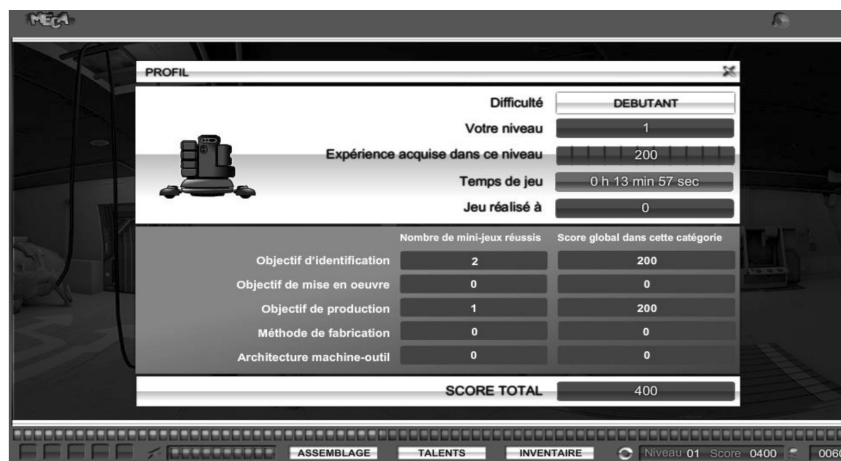 MECA
PROFIL
Difficulté DEBUTANT
Votre niveau 1
Expérience acquise dans ce niveau 200
Temps de jeu 0 h 13 min 57 sec
Jeu réalisé à 0
Nombre de mini-jeux réussis Score global dans cette catégorie
Objectif d'identification 2 200
Objectif de mise en oeuvre 0 0
Objectif de production 1 200
Méthode de fabrication 0 0
Architecture machine-outil 0 0
SCORE TOTAL 400
ASSEMBLAGE TALENTS INVENTAIRE Niveau 01 Score 0400